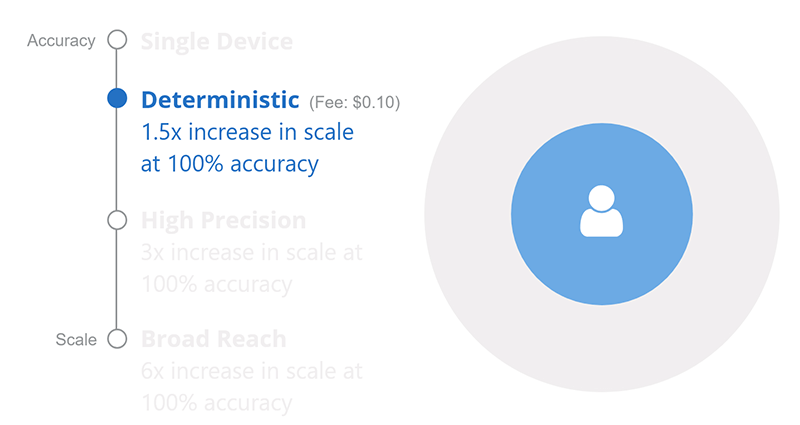 Accuracy
Single Device
Deterministic (Fee: $0.10)
1.5x increase in scale
at 100% accuracy
High Precision
3x increase in scale at
100% accuracy
Scale
Broad Reach
6x increase in scale at
100% accuracy